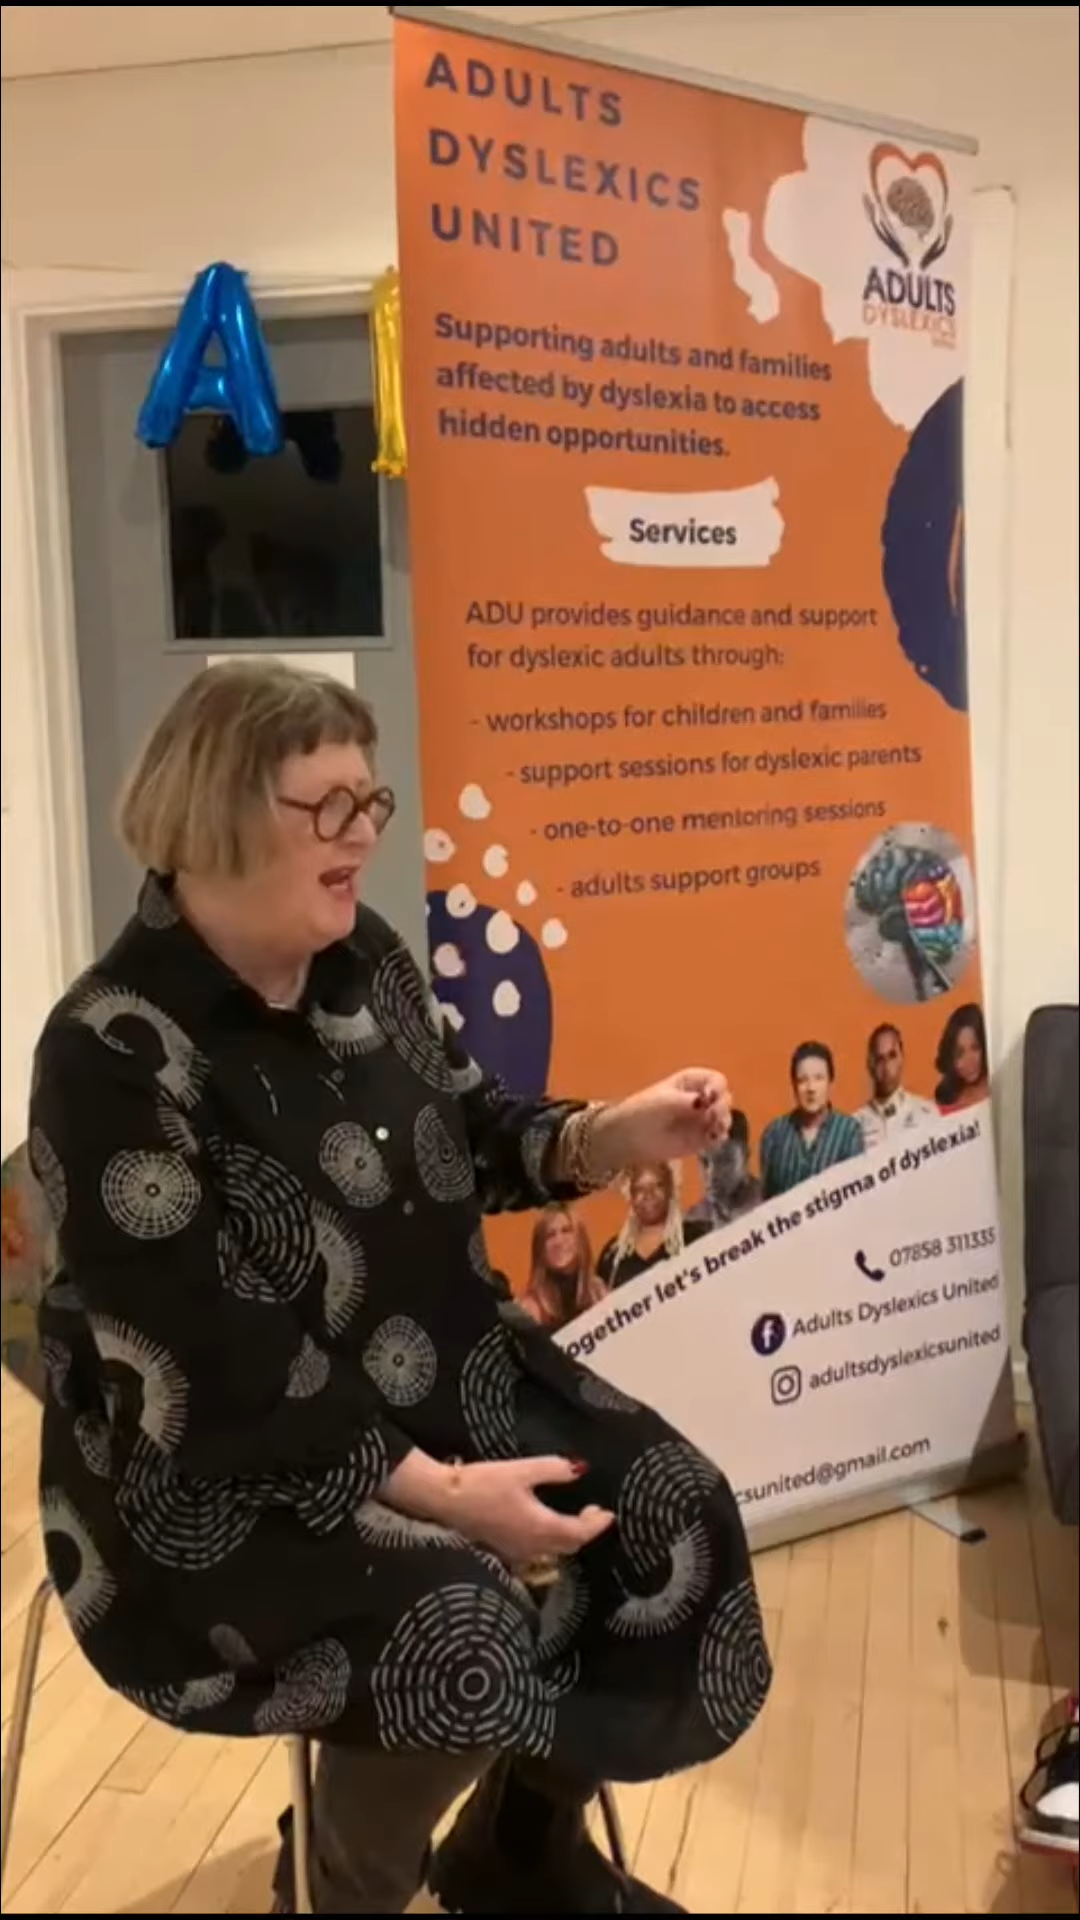 ADULTS
DYSLEXICS
UNITED
ADULTS
DYSLEXICS
A
Supporting adults and families
affected by dyslexia to access
hidden opportunities.
Services
ADU provides guidance and support
for dyslexic adults through:
- workshops for children and families
- support sessions for dyslexic parents
- one-to-one mentoring sessions
- adults support groups
ogether let's break the stigma of dyslexia!
07858 311335
f Adults Dyslexics United
adultsdyslexicsunited
csunited@gmail.com